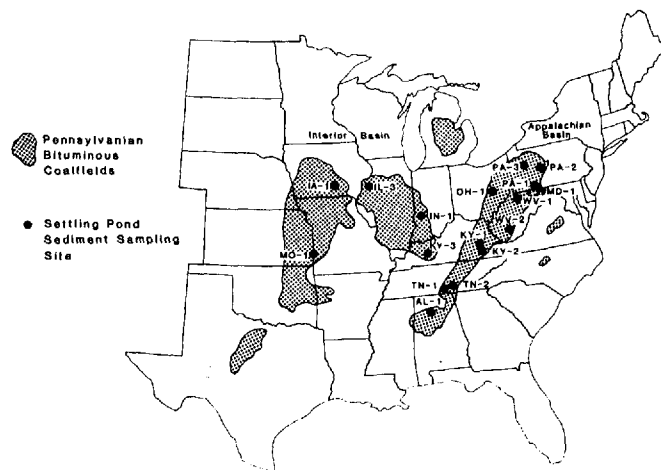 Pennsylvanian
Bituminous
Coalfields
Settling Pond
Sediment Sampling
Site
Interior Basin
Appalachian
Basin
PA-3
PA-2
IA-1
IL-3
OH-1
PA-1
MD-1
WV-1
IN-1
WV-2
KY-1
MO-1
KY-3
KY-2
TN-1
TN-2
AL-1